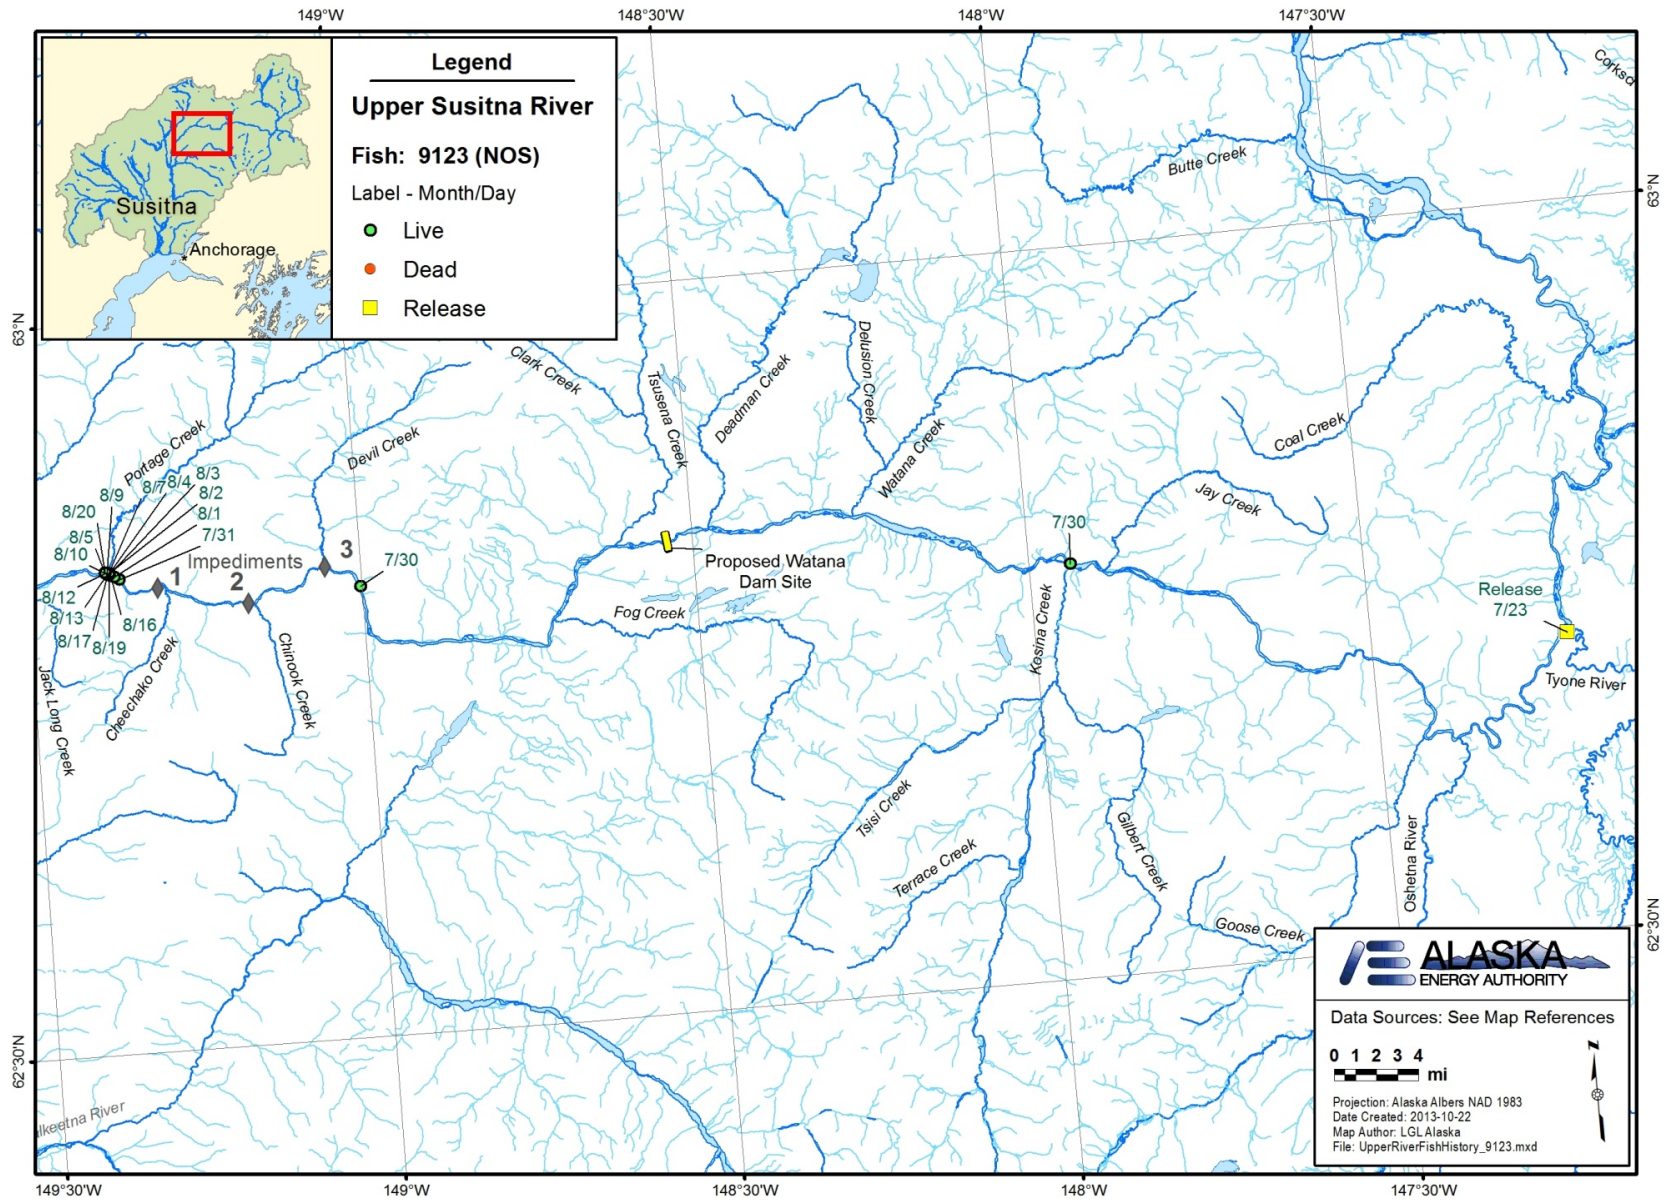 149°W
148°30'W
148°W
147°30'W
Legend
Upper Susitna River
Fish: 9123 (NOS)
Label - Month/Day
Live
Dead
Release
Susitna
Anchorage
63°N
63°N
Butte Creek
Clark Creek
Tsusena Creek
Deadman Creek
Delusion Creek
Watana Creek
Coal Creek
Jay Creek
Portage Creek
Devil Creek
8/3
8/4
8/7
8/9
8/2
8/1
8/20
7/31
8/5
8/10
Impediments
1
2
3
7/30
7/30
Proposed Watana
Dam Site
Fog Creek
Kosina Creek
Release
7/23
Tyone River
8/12
8/13
8/16
8/17
8/19
Jack Long Creek
Cheechako Creek
Chinook Creek
Tsisi Creek
Terrace Creek
Gilbert Creek
Oshetna River
Goose Creek
62°30'N
62°30'N
lkeetna River
ALASKA
ENERGY AUTHORITY
Data Sources: See Map References
0 1 2 3 4
mi
N
Projection: Alaska Albers NAD 1983
Date Created: 2013-10-22
Map Author: LGL Alaska
File: UpperRiverFishHistory_9123.mxd
149°30'W
149°W
148°30'W
148°W
147°30'W